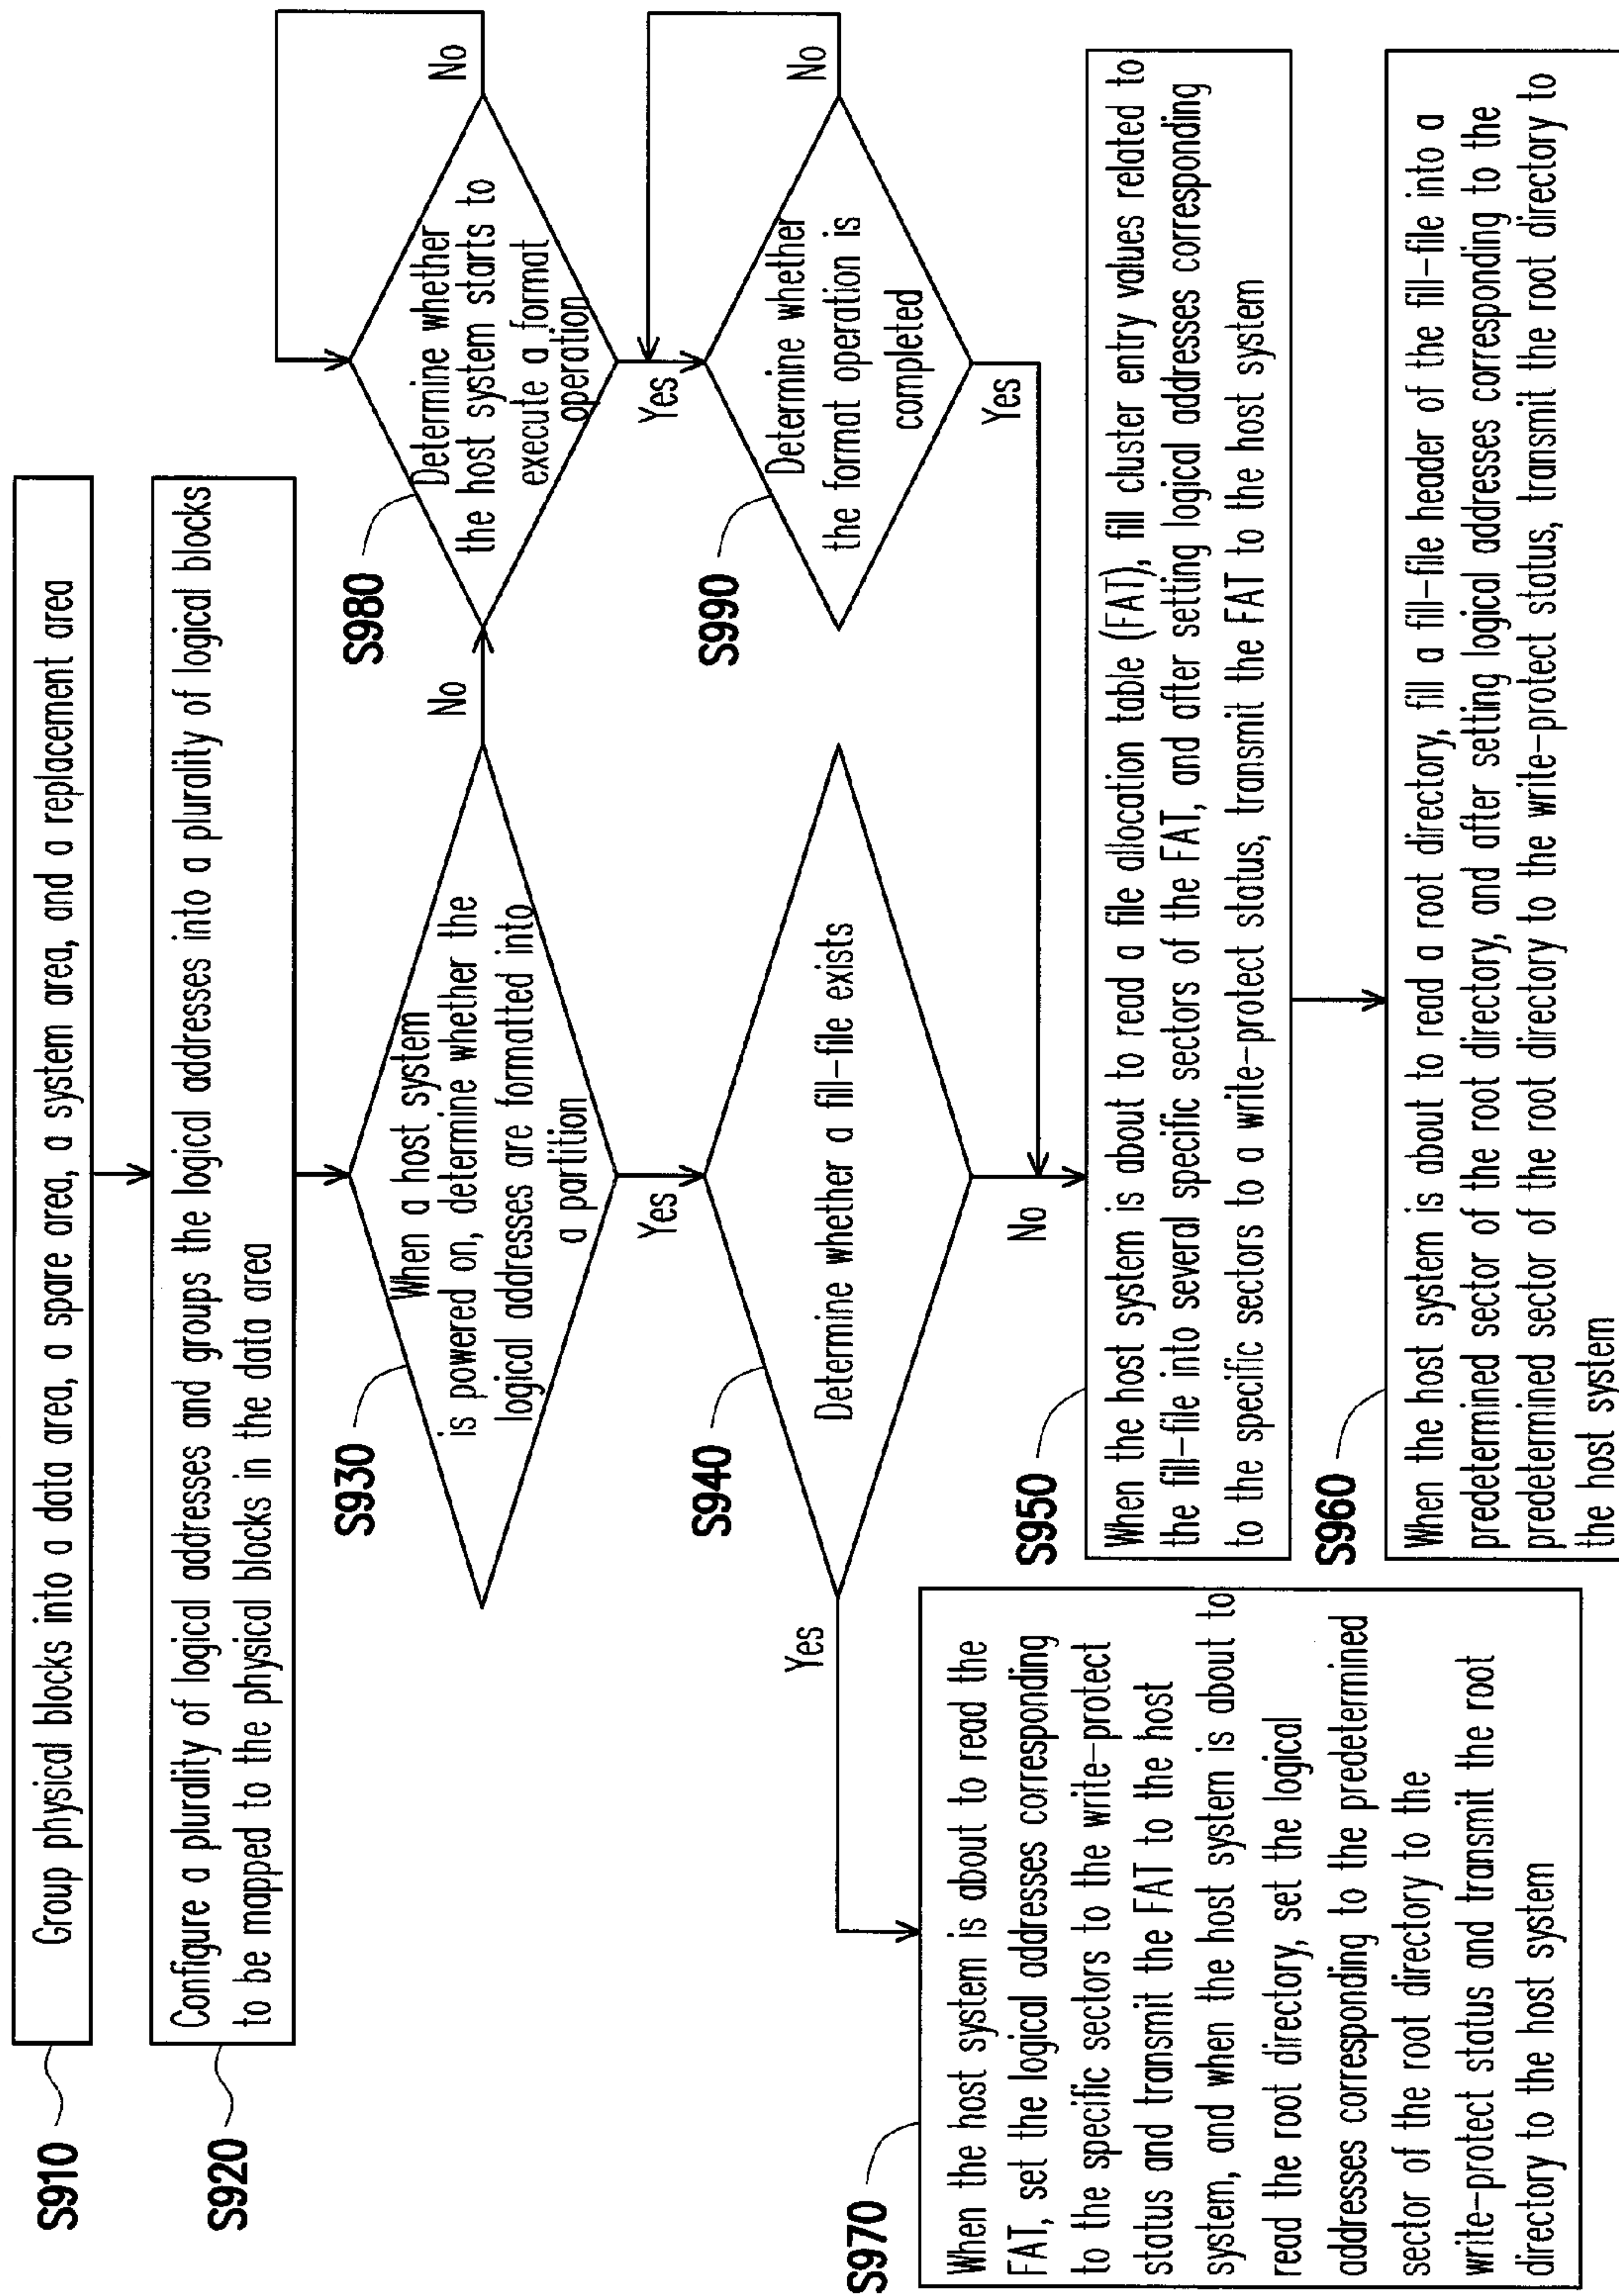 S910
Group physical blocks into a data area, a spare area, a system area, and a replacement area
S920
Configure a plurality of logical addresses and groups the logical addresses into a plurality of logical blocks
to be mapped to the physical blocks in the data area
S930
When a host system
is powered on, determine whether the
logical addresses are formatted into
a partition
No
Yes
S980
Determine whether
the host system starts to
execute a format
operation
No
Yes
S940
Determine whether a fill-file exists
Yes
No
S990
Determine whether
the format operation is
completed
No
Yes
S950
When the host system is about to read a file allocation table (FAT), fill cluster entry values related to
the fill-file into several specific sectors of the FAT, and after setting logical addresses corresponding
to the specific sectors to a write-protect status, transmit the FAT to the host system
S960
When the host system is about to read a root directory, fill a fill-file header of the fill-file into a
predetermined sector of the root directory, and after setting logical addresses corresponding to the
predetermined sector of the root directory to the write-protect status, transmit the root directory to
the host system
S970
When the host system is about to read the
FAT, set the logical addresses corresponding
to the specific sectors to the write-protect
status and transmit the FAT to the host
system, and when the host system is about to
read the root directory, set the logical
addresses corresponding to the predetermined
sector of the root directory to the
write-protect status and transmit the root
directory to the host system